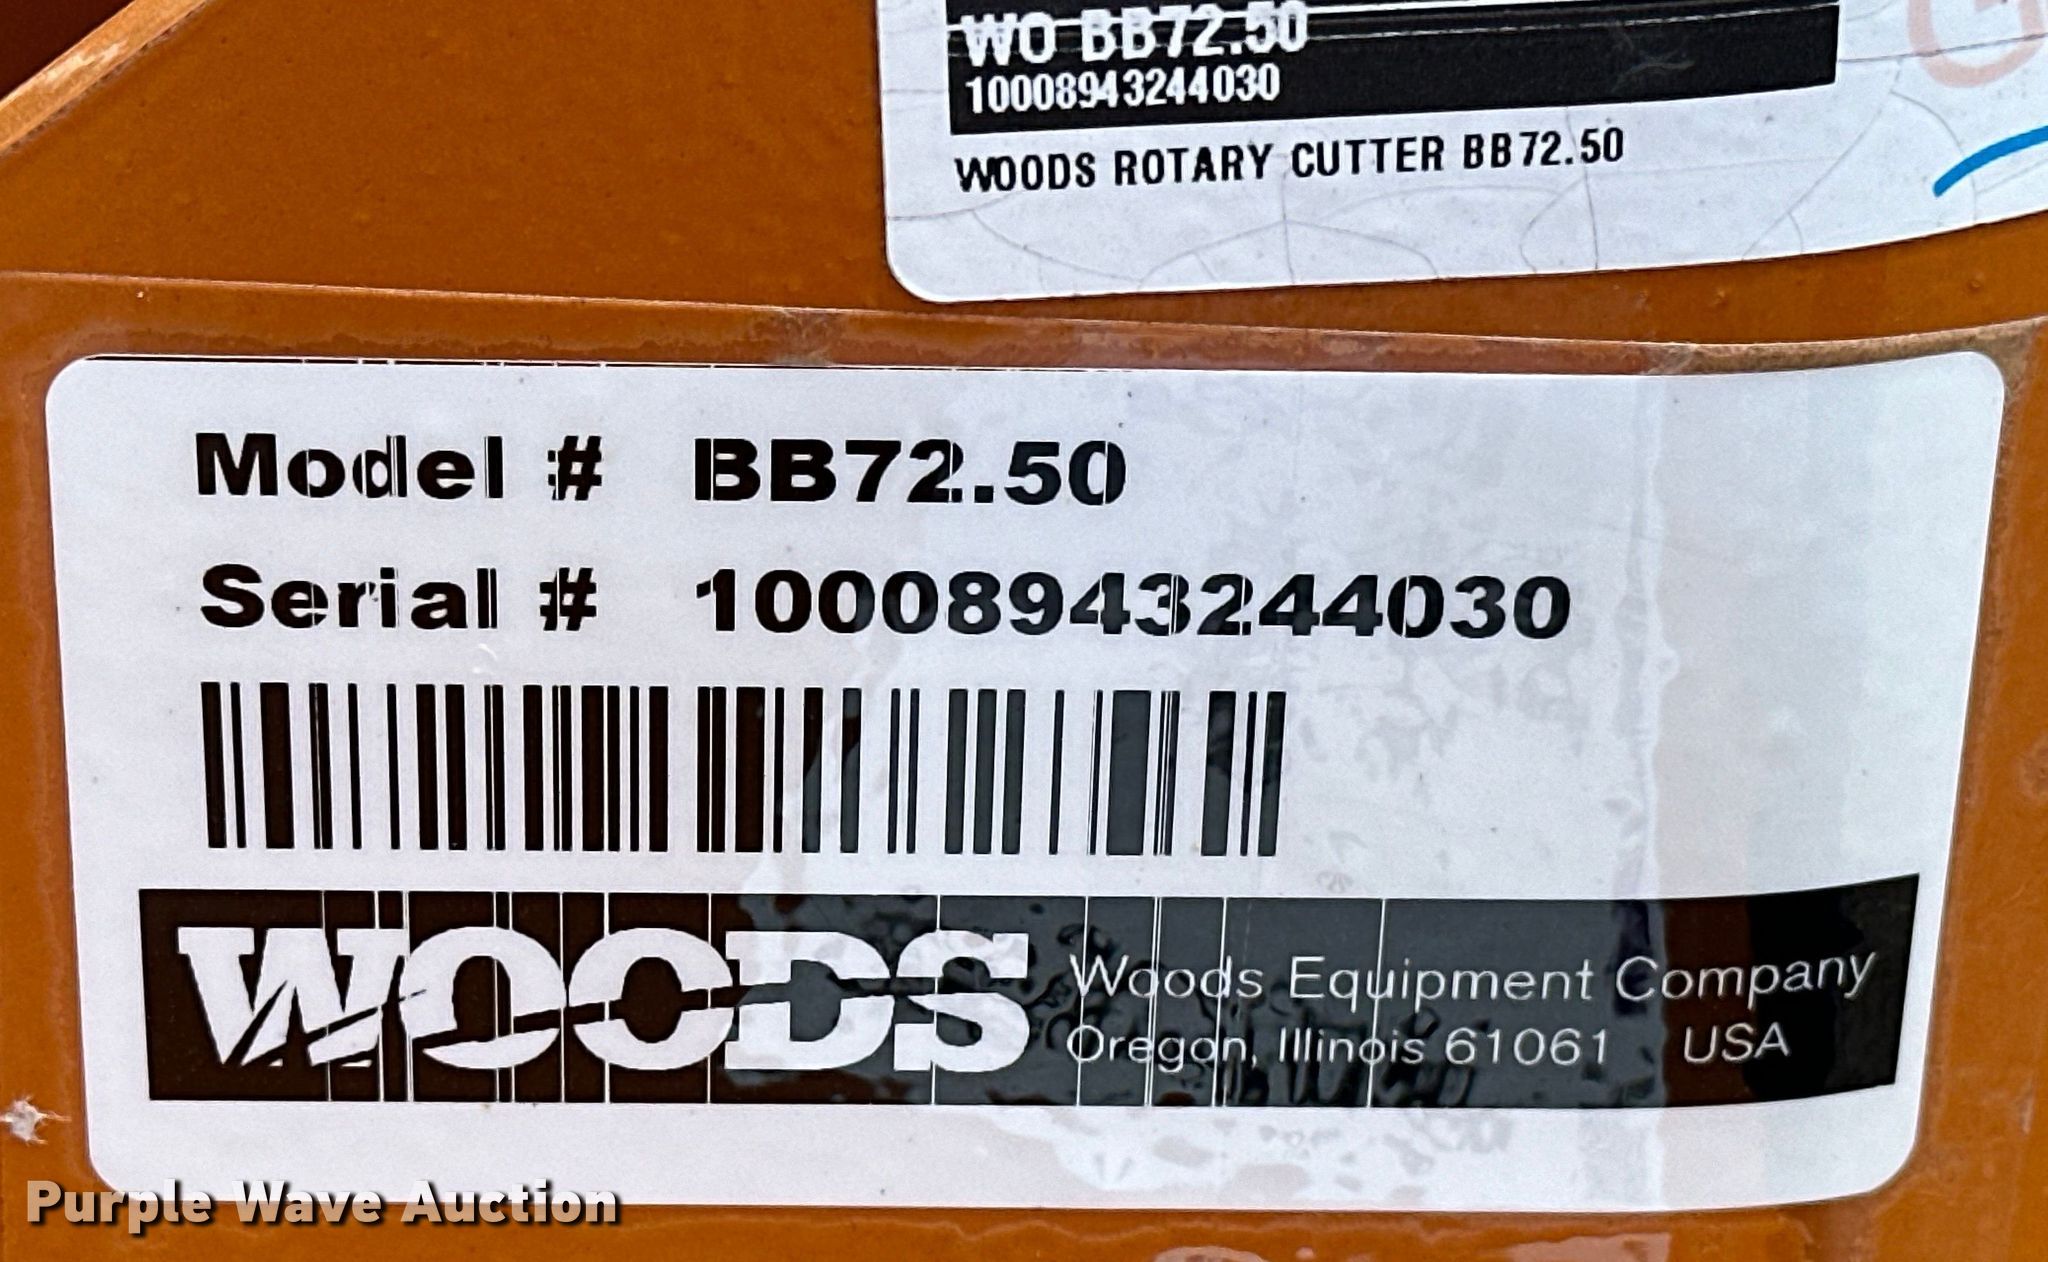 WO BB72.50
10008943244030
WOODS ROTARY CUTTER BB72.50
Model # BB72.50
Serial # 10008943244030
WOODS
Woods Equipment Company
Oregon, Illinois 61061 USA
Purple Wave Auction